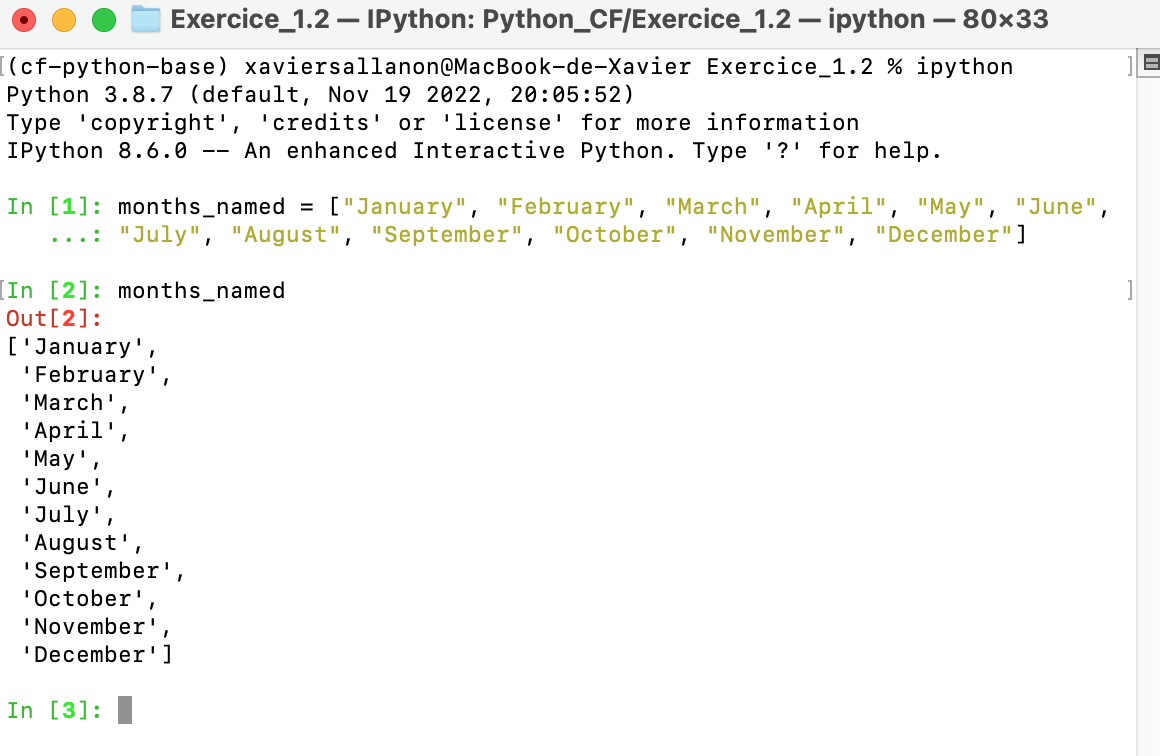 Exercice_1.2 — IPython: Python_CF/Exercice_1.2 — ipython — 80×33
[(cf-python-base) xaviersallanon@MacBook-de-Xavier Exercice_1.2 % ipython ]
Python 3.8.7 (default, Nov 19 2022, 20:05:52)
Type 'copyright', 'credits' or 'license' for more information
IPython 8.6.0 -- An enhanced Interactive Python. Type '?' for help.
In [1]: months_named = ["January", "February", "March", "April", "May", "June",
...: "July", "August", "September", "October", "November", "December"]
[In [2]: months_named ]
Out[2]:
['January',
'February',
'March',
'April',
'May',
'June',
'July',
'August',
'September',
'October',
'November',
'December']
In [3]: